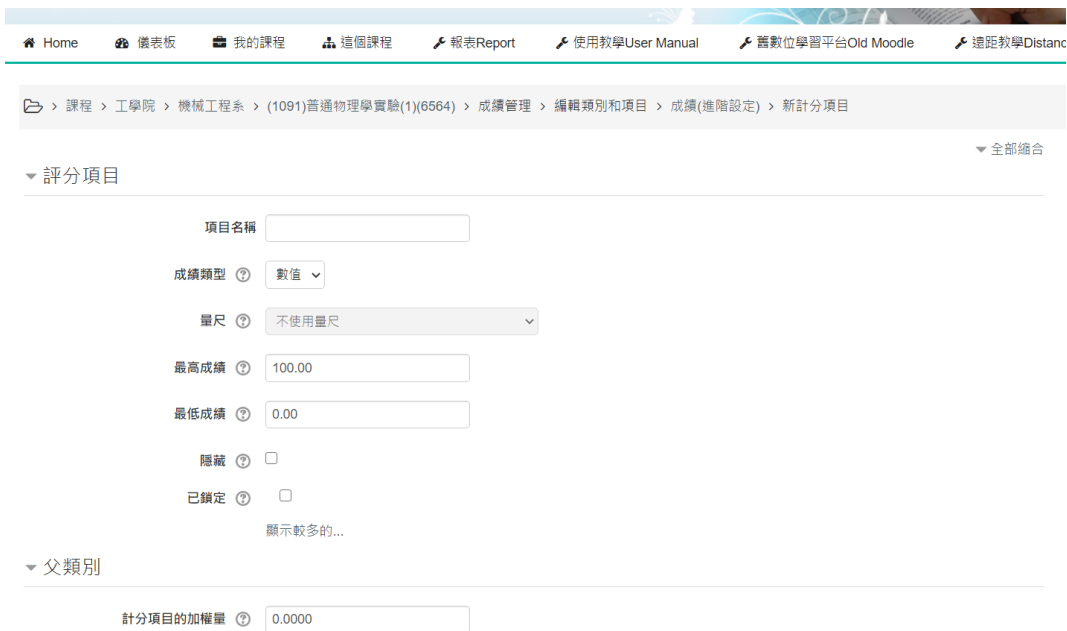 Home 儀表板 我的課程 這個課程 報表Report 使用教學User Manual 舊數位學習平台Old Moodle 遠距教學Distanc
課程 > 工學院 > 機械工程系 > (1091)普通物理學實驗(1)(6564) > 成績管理 > 編輯類別和項目 > 成績(進階設定) > 新計分項目
全部縮合
評分項目
項目名稱
成績類型 數值
量尺 不使用量尺
最高成績 100.00
最低成績 0.00
隱藏
已鎖定
顯示較多的...
父類別
計分項目的加權量 0.0000